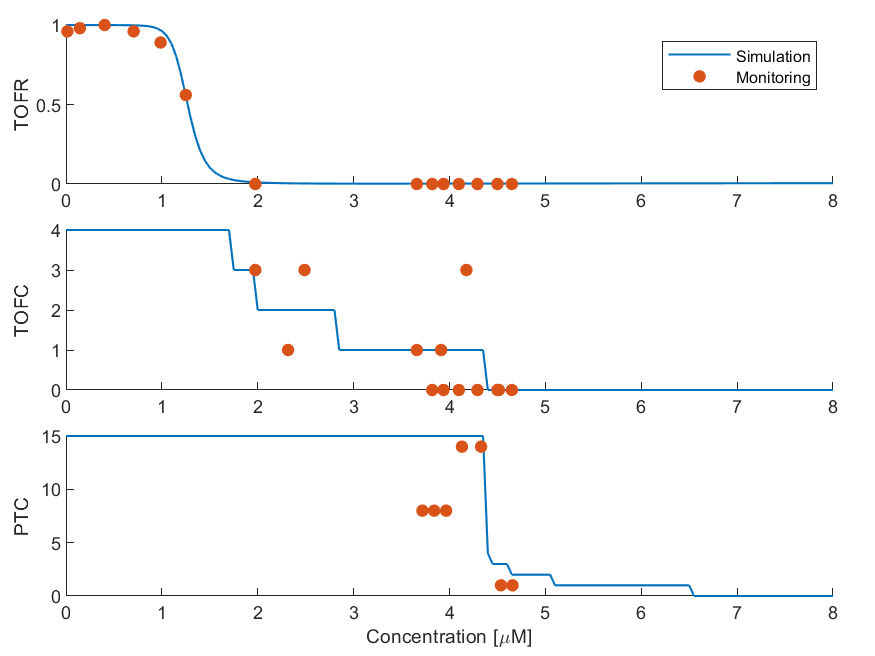 TOFR
1
0.5
0
0 1 2 3 4 5 6 7 8
Simulation
Monitoring
TOFC
4
3
2
1
0
0 1 2 3 4 5 6 7 8
PTC
15
10
5
0
0 1 2 3 4 5 6 7 8
Concentration [μM]